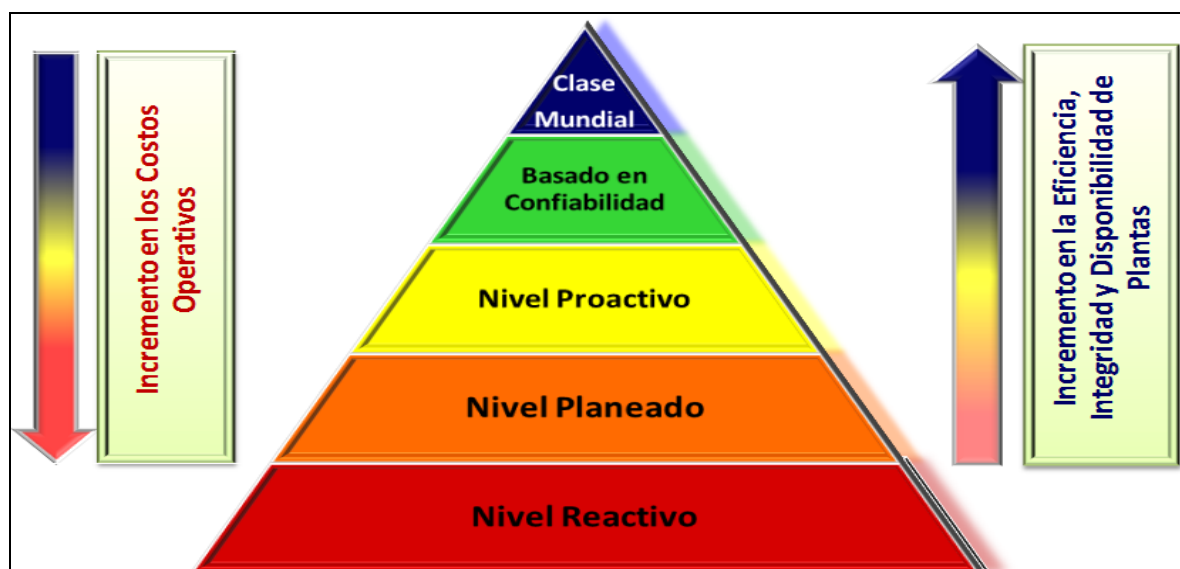 Incremento en los Costos
Operativos
Clase
Mundial
Basado en
Confiabilidad
Nivel Proactivo
Nivel Planeado
Nivel Reactivo
Incremento en la Eficiencia,
Integridad y Disponibilidad de
Plantas